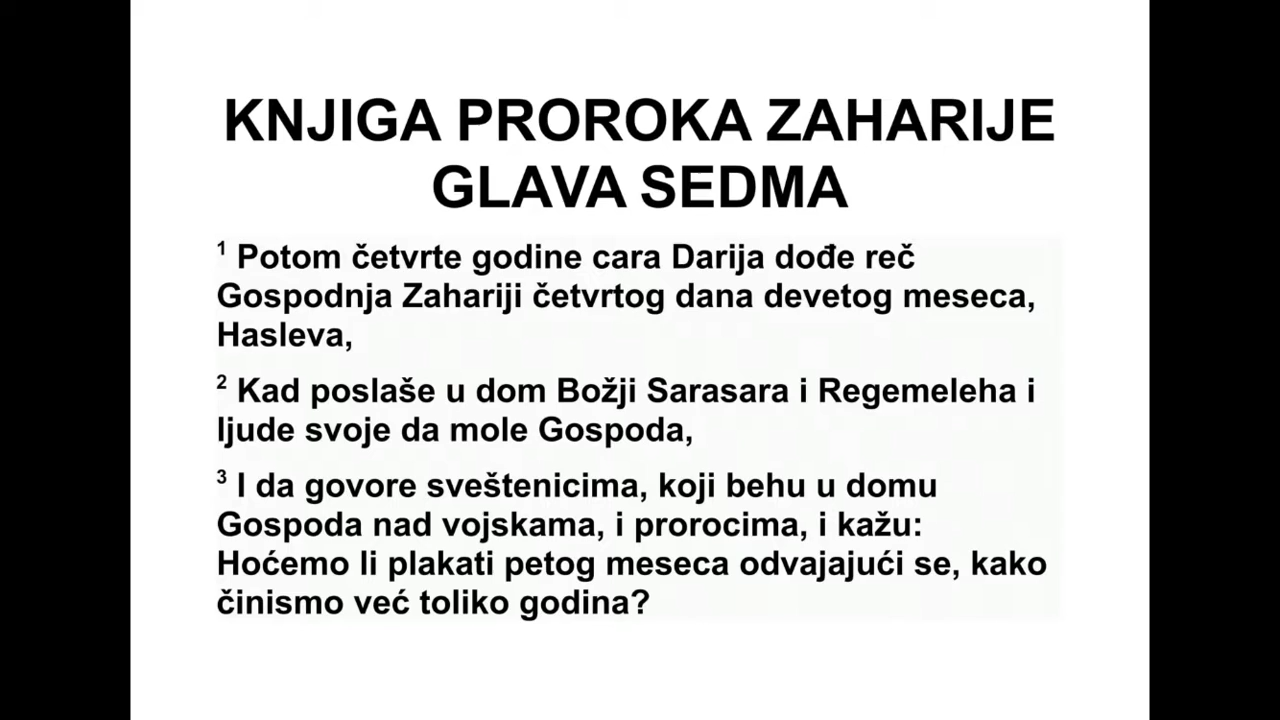 KNJIGA PROROKA ZAHARIJE
GLAVA SEDMA
1 Potom četvrte godine cara Darija dođe reč
Gospodnja Zahariji četvrtog dana devetog meseca,
Hasleva,
2 Kad poslaše u dom Božji Sarasara i Regemeleha i
ljude svoje da mole Gospoda,
3 I da govore sveštenicima, koji behu u domu
Gospoda nad vojskama, i prorocima, i kažu:
Hoćemo li plakati petog meseca odvajajući se, kako
činismo već toliko godina?